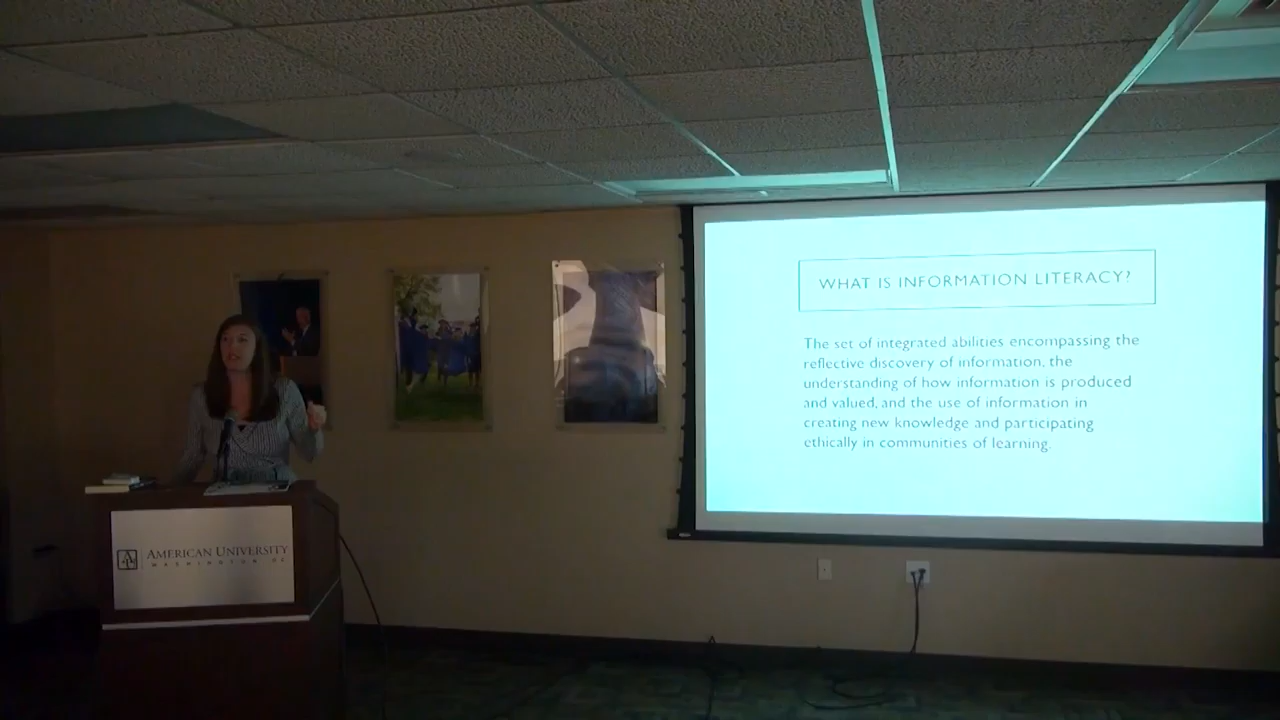 WHAT IS INFORMATION LITERACY?
The set of integrated abilities encompassing the
reflective discovery of information, the
understanding of how information is produced
and valued, and the use of information in
creating new knowledge and participating
ethically in communities of learning.
AMERICAN UNIVERSITY
WASHINGTON DC